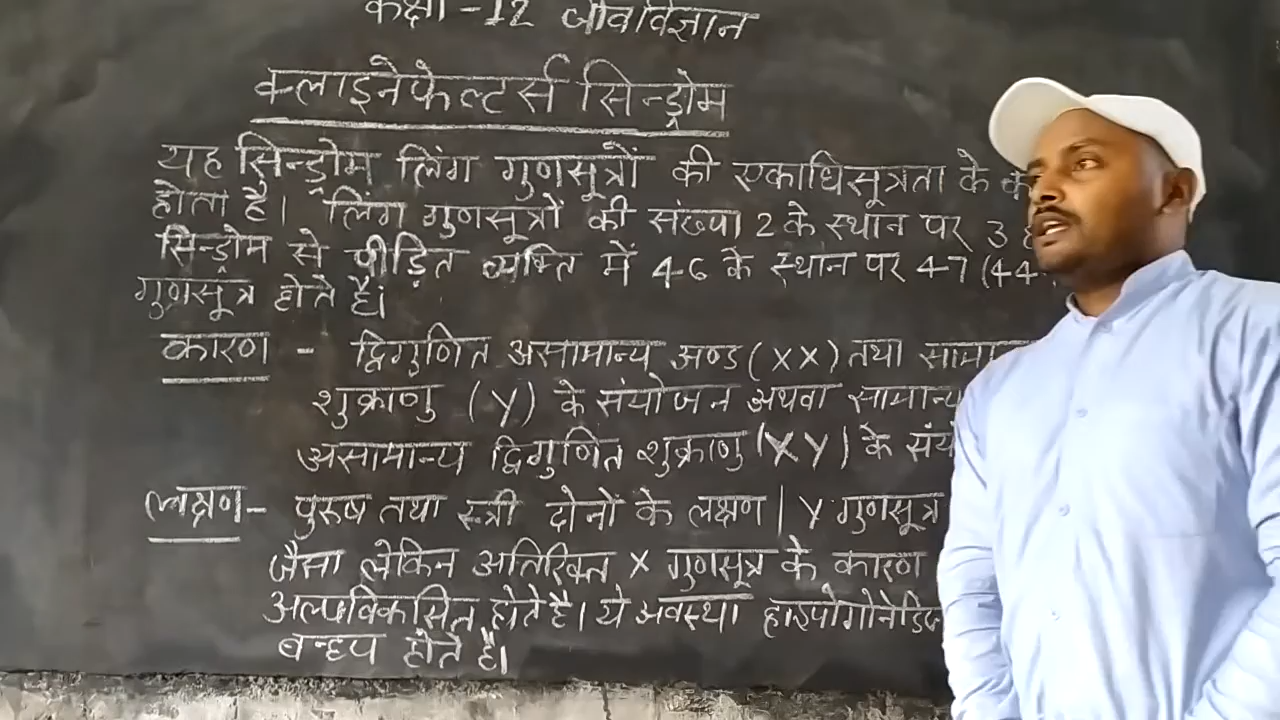 कक्षा -12 जीवविज्ञान
क्लाइनेफेल्टर्स सिन्ड्रोम
यह सिन्ड्रोम लिंग गुणसूत्रों की एकाधिसूत्रता के
होता है। लिंग गुणसूत्रों की संख्या 2 के स्थान पर 3
सिन्ड्रोम से पीड़ित व्यक्ति में 46 के स्थान पर 47 (44
गुणसूत्र होते हैं।
कारण - द्विगुणित असामान्य अण्ड (XX) तथा
शुक्राणु (Y) के संयोजन अथवा सामान्य
असामान्य द्विगुणित शुक्राणु (XY) के
लक्षण - पुरुष तथा स्त्री दोनों के लक्षण | Y गुणसूत्र
जैसा लेकिन अतिरिक्त X गुणसूत्र के कारण
अल्पविकसित होते है। ये अवस्था
बन्ध्य होते हैं।